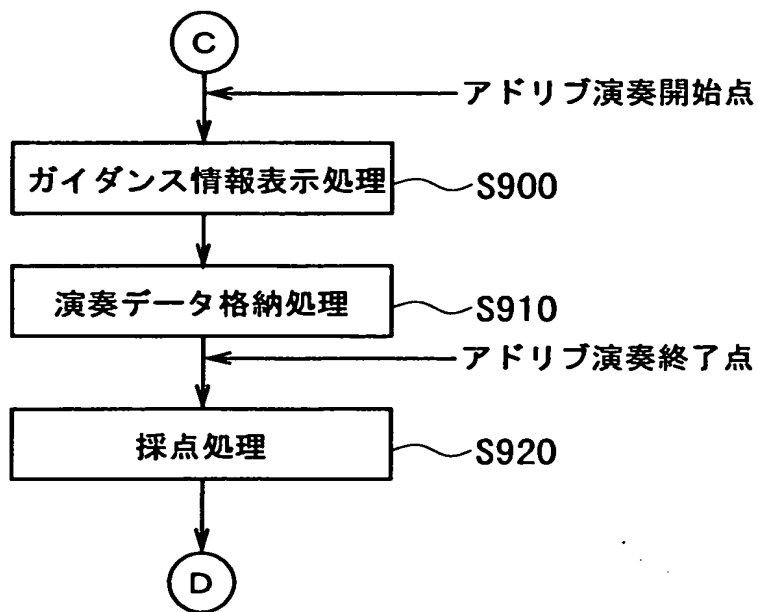 C
アドリブ演奏開始点
ガイダンス情報表示処理
S900
演奏データ格納処理
S910
アドリブ演奏終了点
採点処理
S920
D